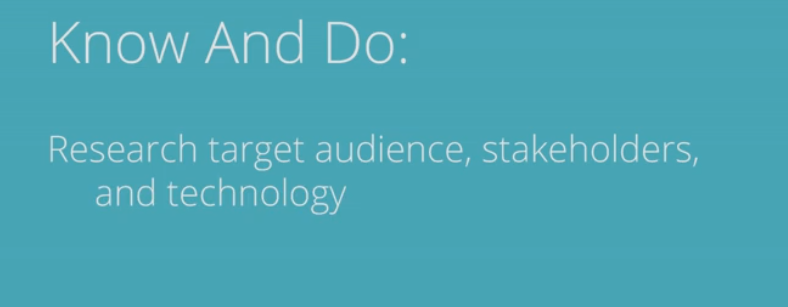 Know And Do:
Research target audience, stakeholders,
and technology